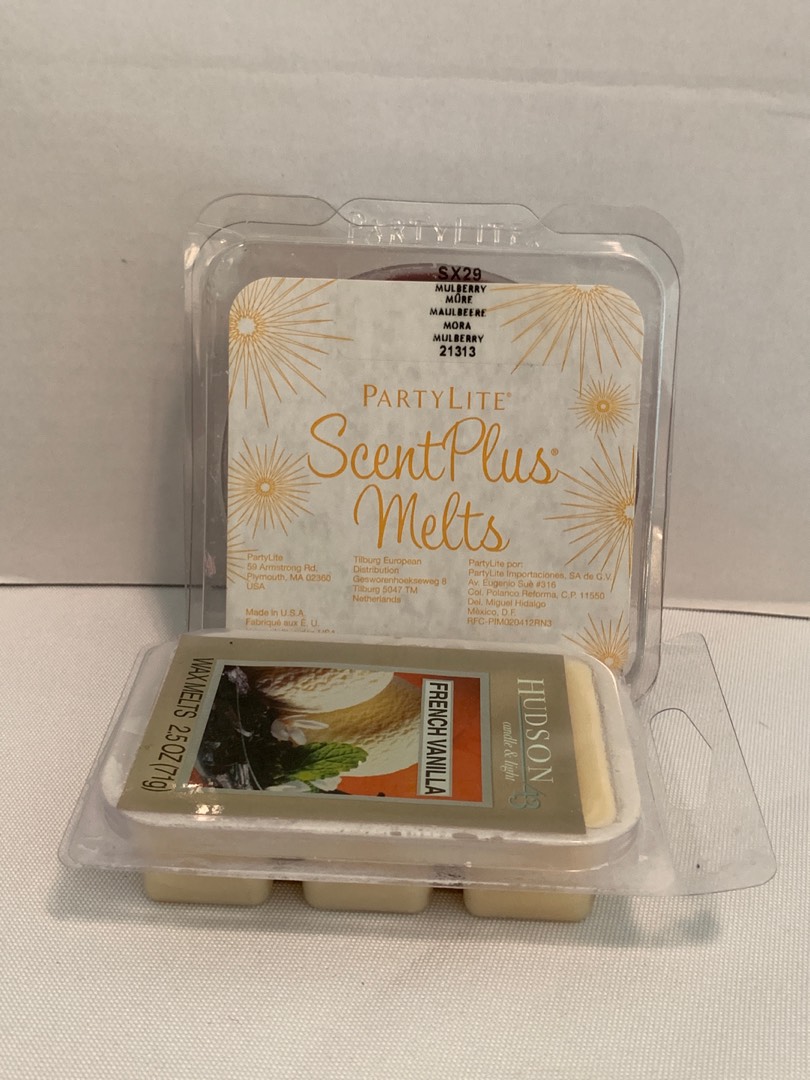 PARTYLITE
SX29
MULBERRY
MÛRE
MAULBEERE
MORA
MULBERRY
21313
PARTYLITE®
ScentPlus®
Melts
PartyLite
59 Armstrong Rd.
Plymouth, MA 02360
USA
Made in U.S.A.
Fabriqué aux É. U.
Tilburg European
Distribution
Gesworenhoekseweg 8
Tilburg 5047 TM
Netherlands
PartyLite por:
PartyLite Importaciones, SA de C.V.
Av. Eugenio Sue #316
Col. Polanco Reforma, C.P. 11550
Del. Miguel Hidalgo
México, D.F.
RFC-PIM020412RN3
HUDSON 43
candle & light
FRENCH VANILLA
WAX MELTS 2.5 OZ (71g)